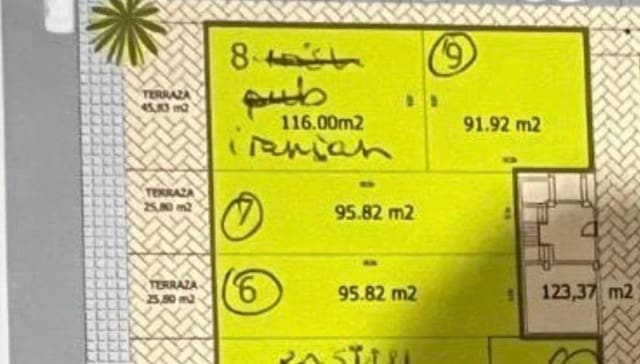 8
9
pub
TERRAZA
45,83 m2
116.00m2
91.92 m2
iranian
TERRAZA
25,80 m2
7
95.82 m2
TERRAZA
25,80 m2
6
95.82 m2
123,37 m2